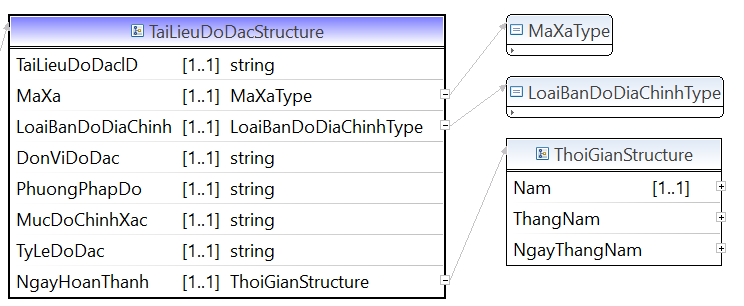 TaiLieuDoDacStructure
TaiLieuDoDacID [1..1] string
MaXa [1..1] MaXaType
LoaiBanDoDiaChinh [1..1] LoaiBanDoDiaChinhType
DonViDoDac [1..1] string
PhuongPhapDo [1..1] string
MucDoChinhXac [1..1] string
TyLeDoDac [1..1] string
NgayHoanThanh [1..1] ThoiGianStructure
MaXaType
LoaiBanDoDiaChinhType
ThoiGianStructure
Nam [1..1]
ThangNam
NgayThangNam